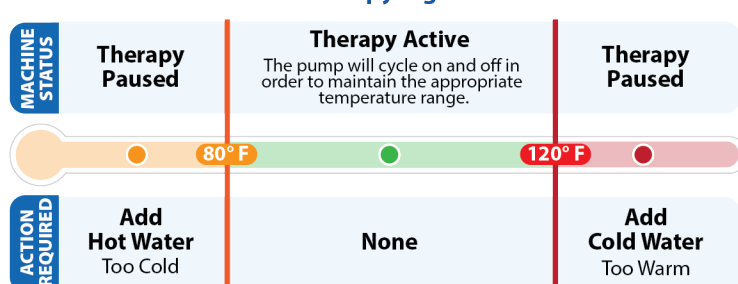 MACHINE
STATUS
Therapy
Paused
Therapy Active
The pump will cycle on and off in
order to maintain the appropriate
temperature range.
Therapy
Paused
80° F
120° F
ACTION
REQUIRED
Add
Hot Water
Too Cold
None
Add
Cold Water
Too Warm